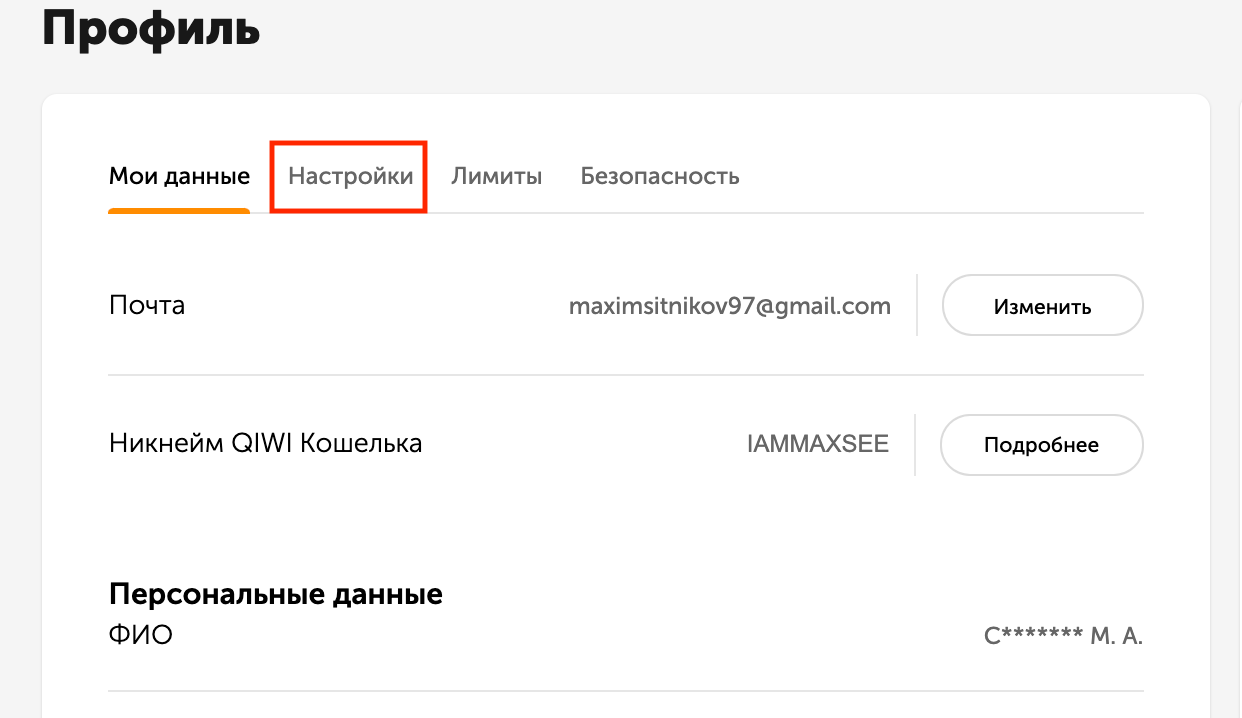 Профиль
Мои данные Настройки Лимиты Безопасность
Почта maximsitnikov97@gmail.com Изменить
Никнейм QIWI Кошелька IAMMAXSEE Подробнее
Персональные данные
ФИО С******* М. А.